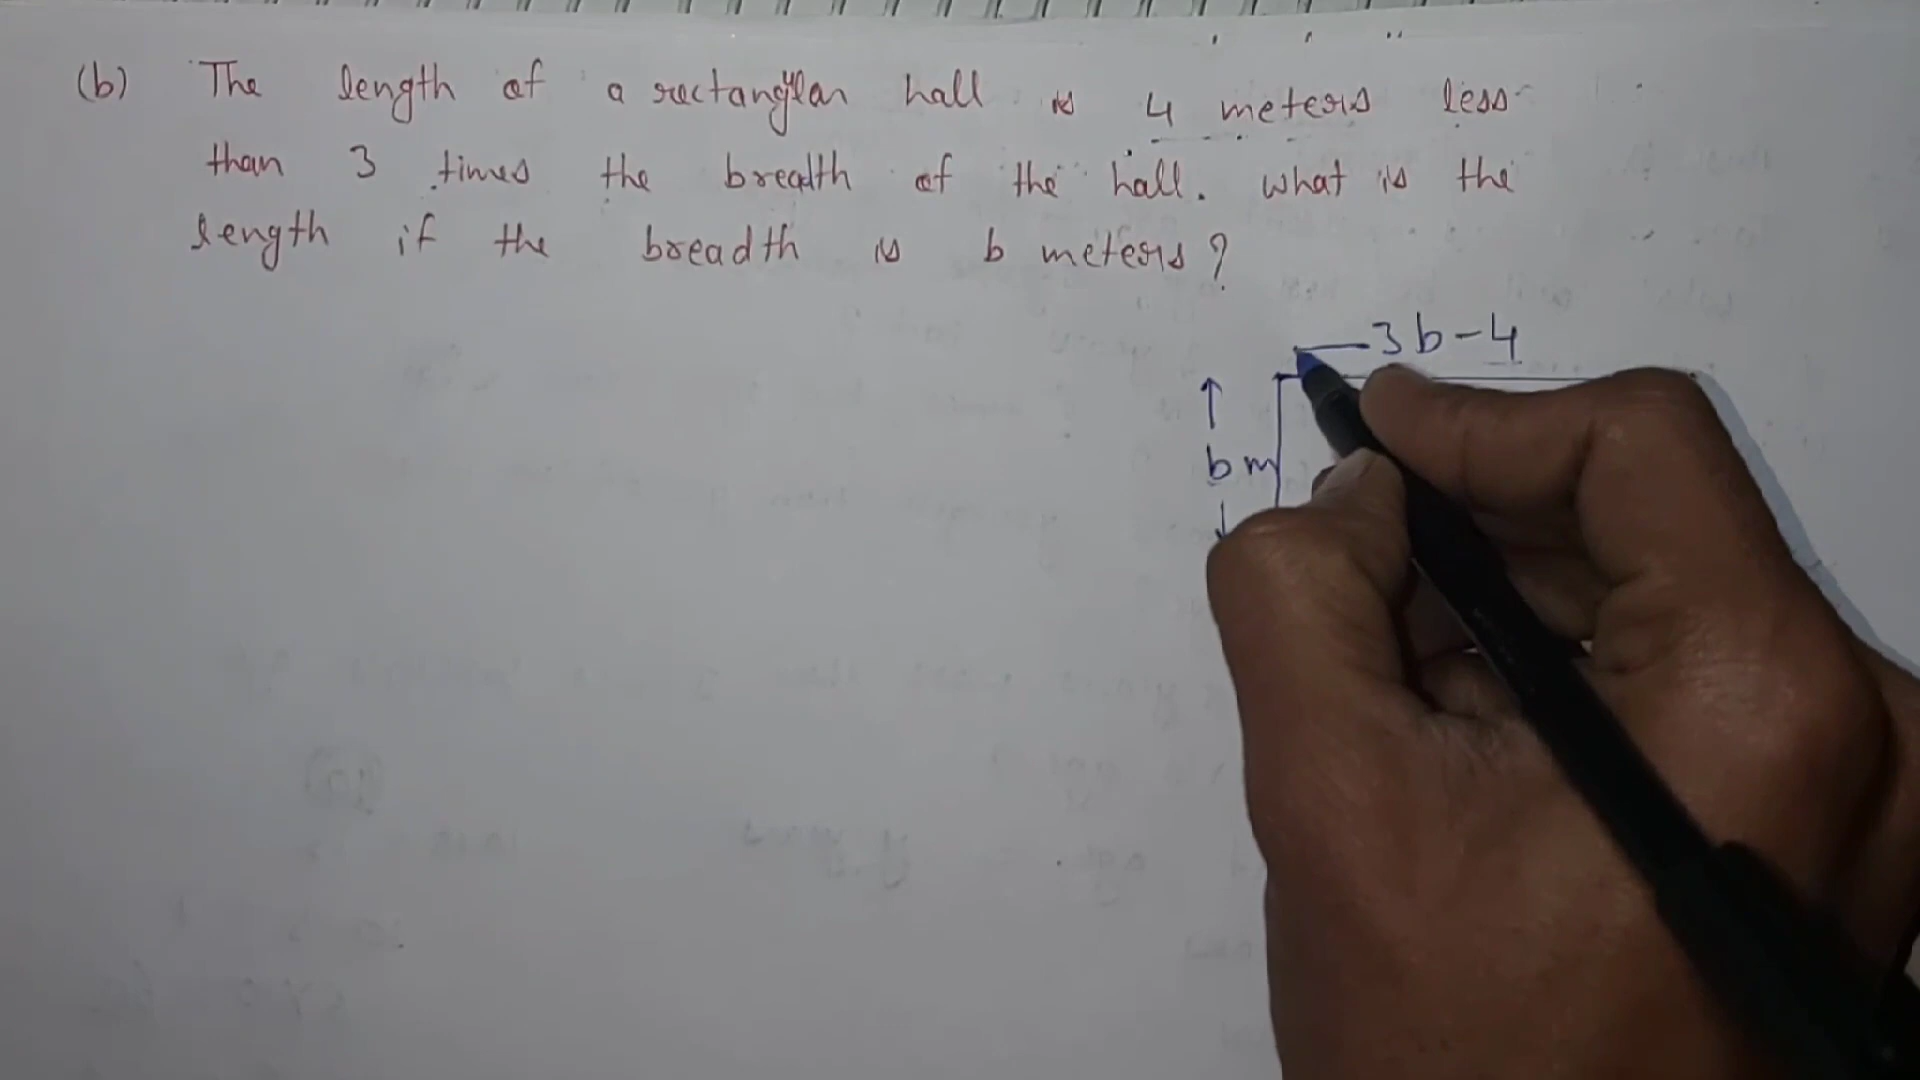 (b) The length of a rectangular hall is 4 meters less
than 3 times the breadth of the hall. what is the
length if the breadth is b meters?
3b-4
b m